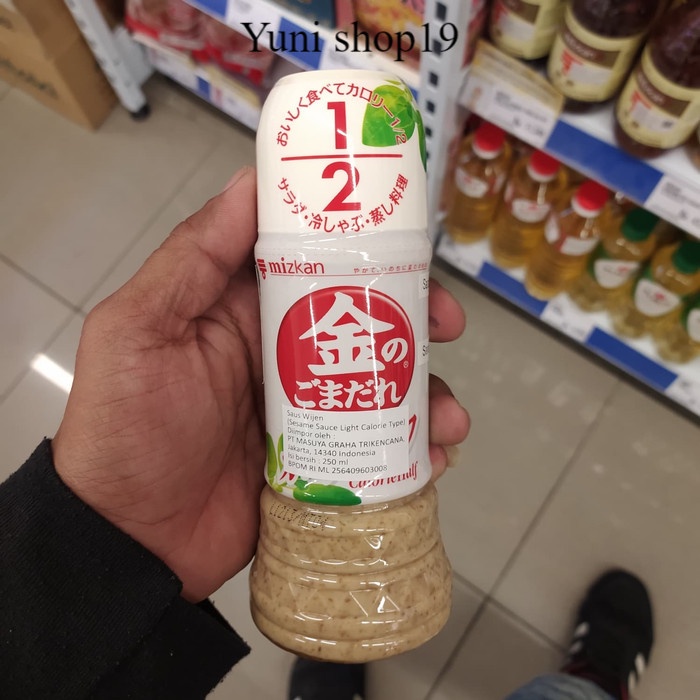 Yuni shop19
おいしく食べてカロリー1/2
1
2
サラダ・冷しゃぶ・蒸し料理
mizkan
金の
ごまだれ
Saus Wijen
(Sesame Sauce Light Calorie Type)
Diimpor oleh :
PT MASUYA GRAHA TRIKENCANA.
Jakarta, 14340 Indonesia
Isi bersih : 250 ml
BPDM RI ML 256409603008